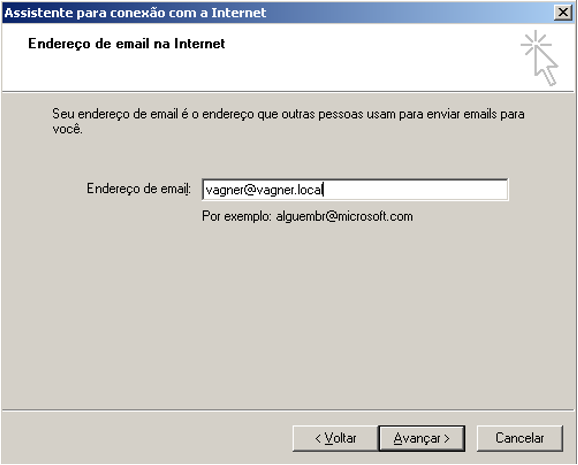 Assistente para conexão com a Internet
Endereço de email na Internet
Seu endereço de email é o endereço que outras pessoas usam para enviar emails para
você.
Endereço de email: vagner@vagner.local
Por exemplo: alguembr@microsoft.com
< Voltar Avançar > Cancelar